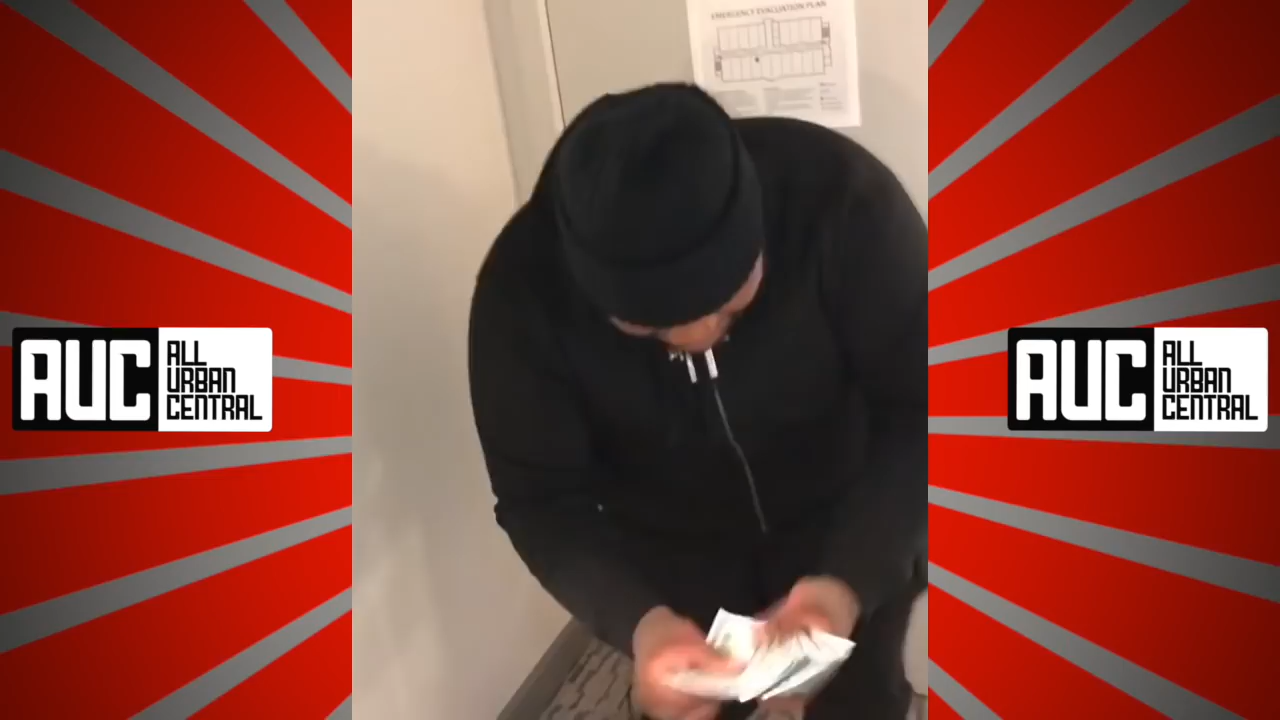 EMERGENCY EVACUATION PLAN
AUC
ALL
URBAN
CENTRAL
AUC
ALL
URBAN
CENTRAL